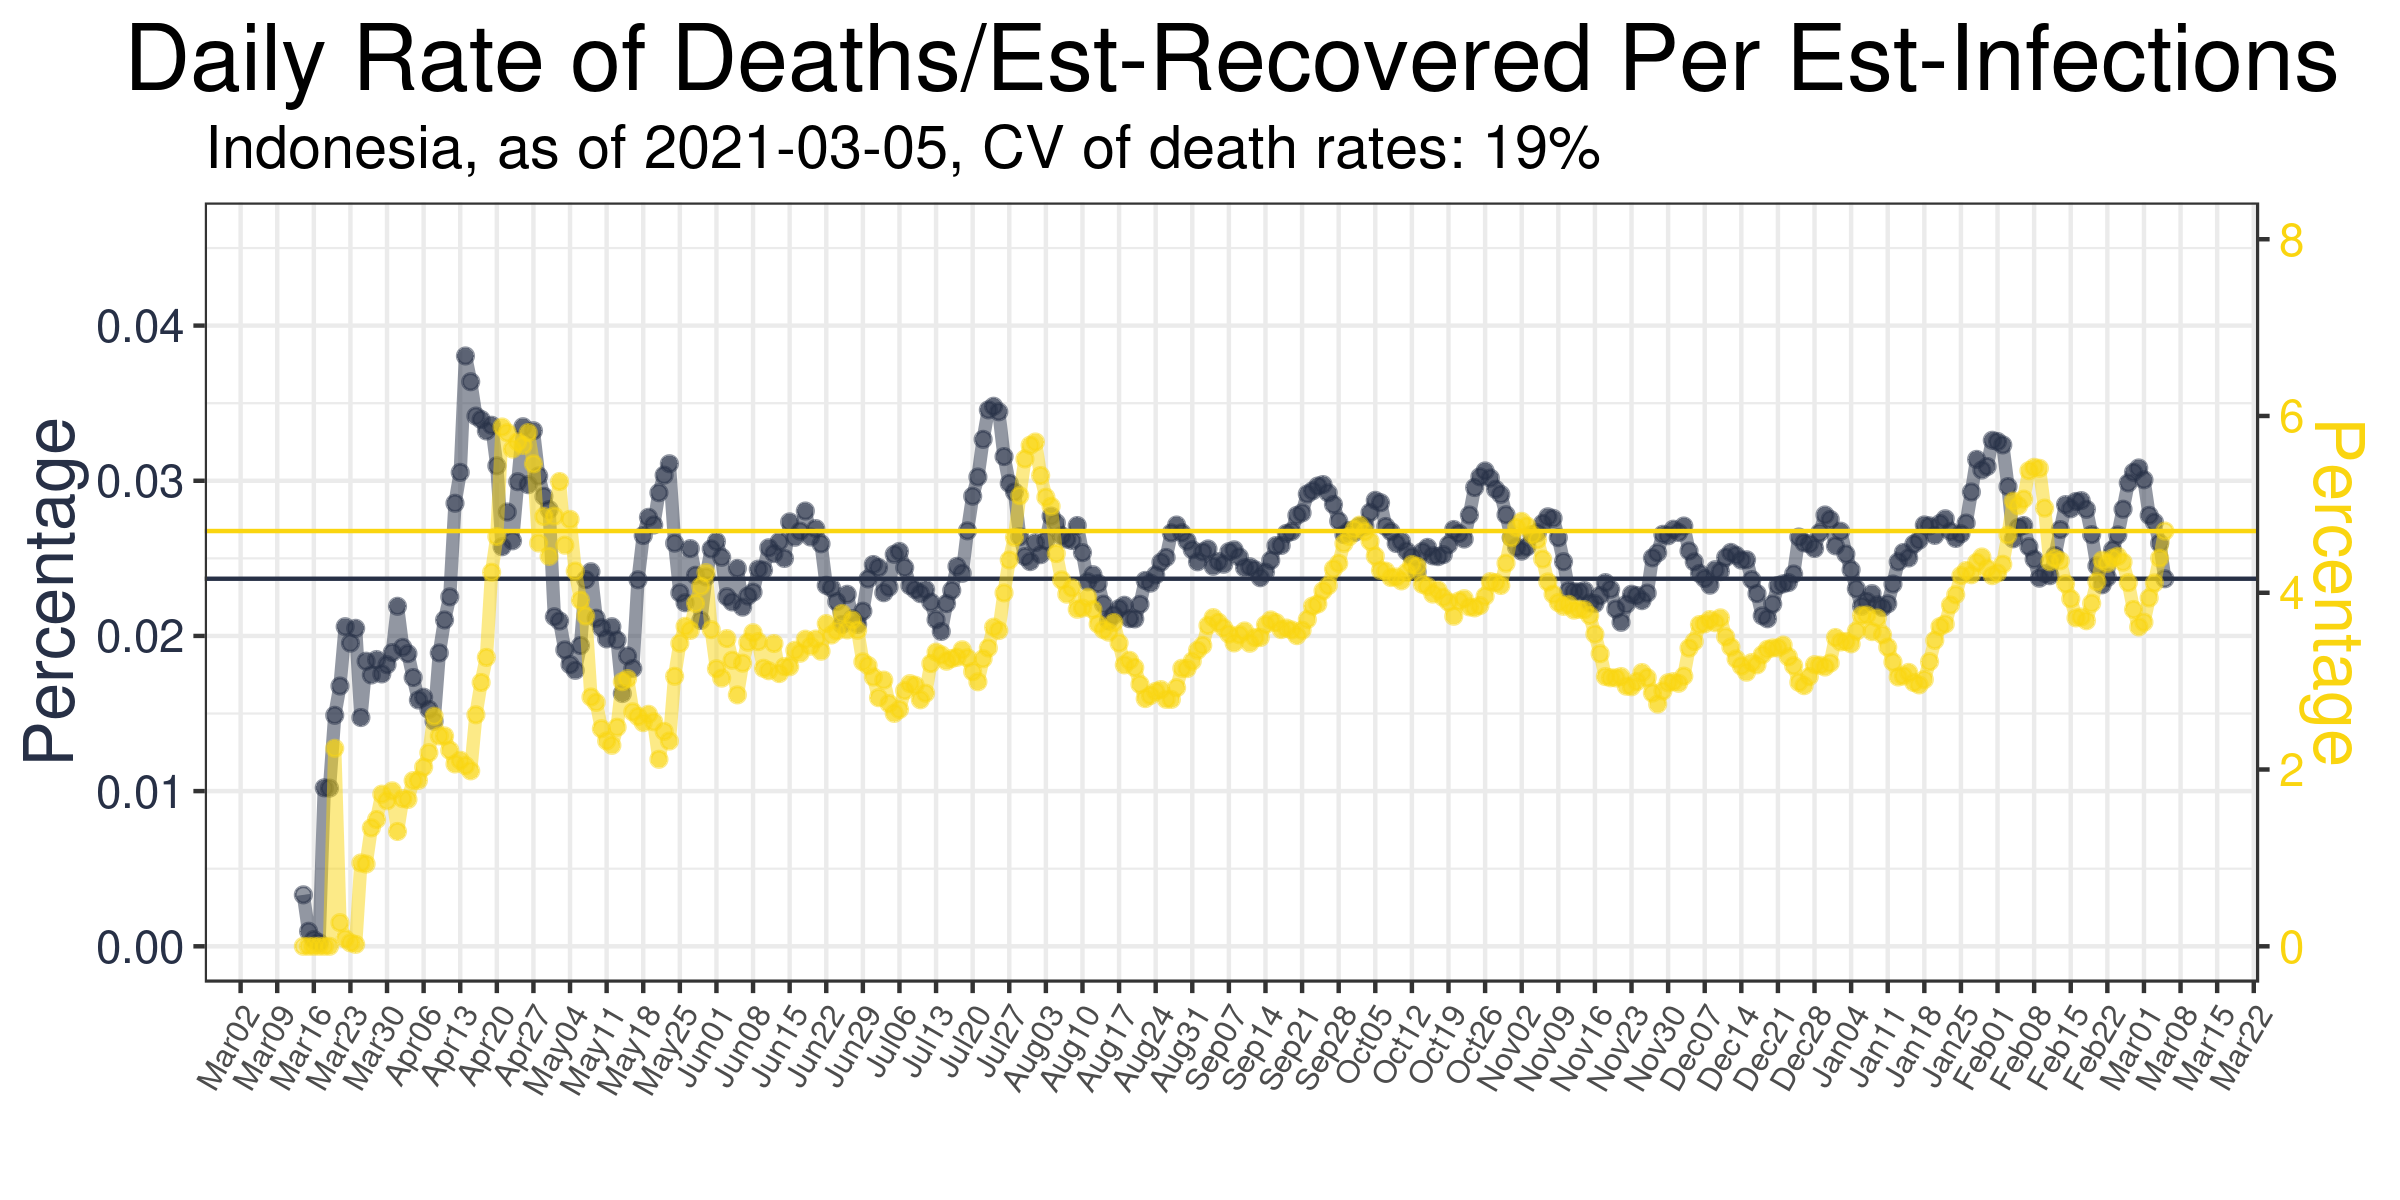 Daily Rate of Deaths/Est-Recovered Per Est-Infections
Indonesia, as of 2021-03-05, CV of death rates: 19%
Percentage
0.04
0.03
0.02
0.01
0.00
8
6
4
2
0
Percentage
Mar02
Mar09
Mar16
Mar23
Mar30
Apr06
Apr13
Apr20
Apr27
May04
May11
May18
May25
Jun01
Jun08
Jun15
Jun22
Jun29
Jul06
Jul13
Jul20
Jul27
Aug03
Aug10
Aug17
Aug24
Aug31
Sep07
Sep14
Sep21
Sep28
Oct05
Oct12
Oct19
Oct26
Nov02
Nov09
Nov16
Nov23
Nov30
Dec07
Dec14
Dec21
Dec28
Jan04
Jan11
Jan18
Jan25
Feb01
Feb08
Feb15
Feb22
Mar01
Mar08
Mar15
Mar22